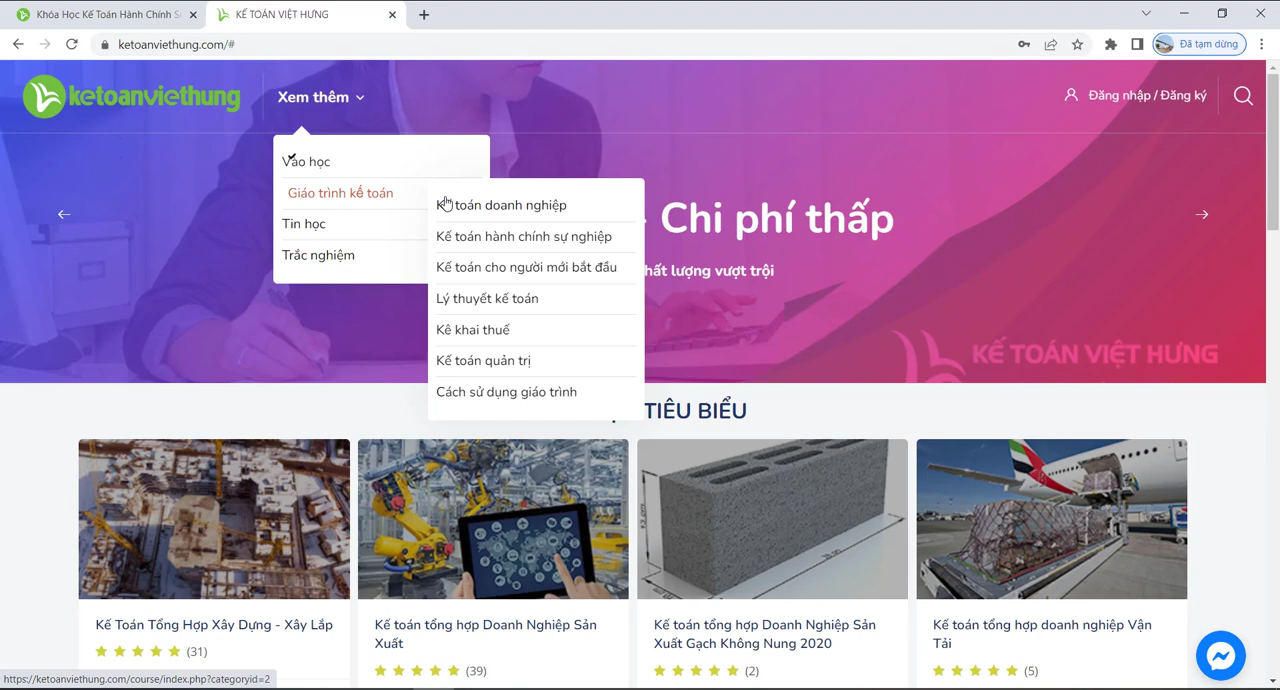 Khóa Học Kế Toán Hành Chính S
KẾ TOÁN VIỆT HƯNG
ketoanviethung.com/#
Đã tạm dừng
ketoanviethung
Xem thêm
Đăng nhập / Đăng ký
Vào học
Giáo trình kế toán
Tin học
Trắc nghiệm
Kế toán doanh nghiệp
Kế toán hành chính sự nghiệp
Kế toán cho người mới bắt đầu
Lý thuyết kế toán
Kê khai thuế
Kế toán quản trị
Cách sử dụng giáo trình
- Chi phí thấp
hất lượng vượt trội
KẾ TOÁN VIỆT HƯNG
TIÊU BIỂU
Kế Toán Tổng Hợp Xây Dựng - Xây Lắp
(31)
Kế toán tổng hợp Doanh Nghiệp Sản
Xuất
(39)
Kế toán tổng hợp Doanh Nghiệp Sản
Xuất Gạch Không Nung 2020
(2)
Kế toán tổng hợp doanh nghiệp Vận
Tải
(5)
https://ketoanviethung.com/course/index.php?categoryid=2